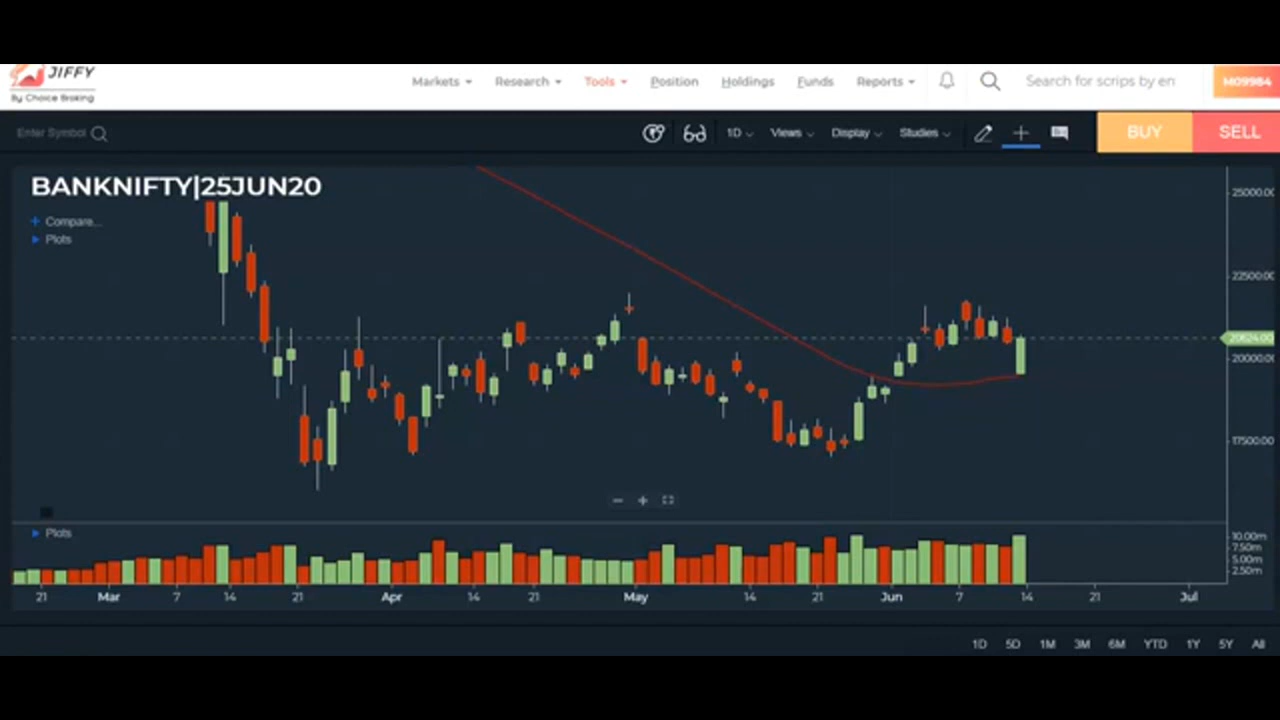 JIFFY
By Choice Broking
Markets Research Tools Position Holdings Funds Reports Search for scrips by en M09984
Enter Symbol 1D Views Display Studies BUY SELL
BANKNIFTY|25JUN20
Compare...
Plots
25000.00
22500.00
20624.00
20000.00
17500.00
Plots
10.00m
7.50m
5.00m
2.50m
21 Mar 7 14 21 Apr 14 21 May 14 21 Jun 7 14 21 Jul
1D 5D 1M 3M 6M YTD 1Y 5Y All